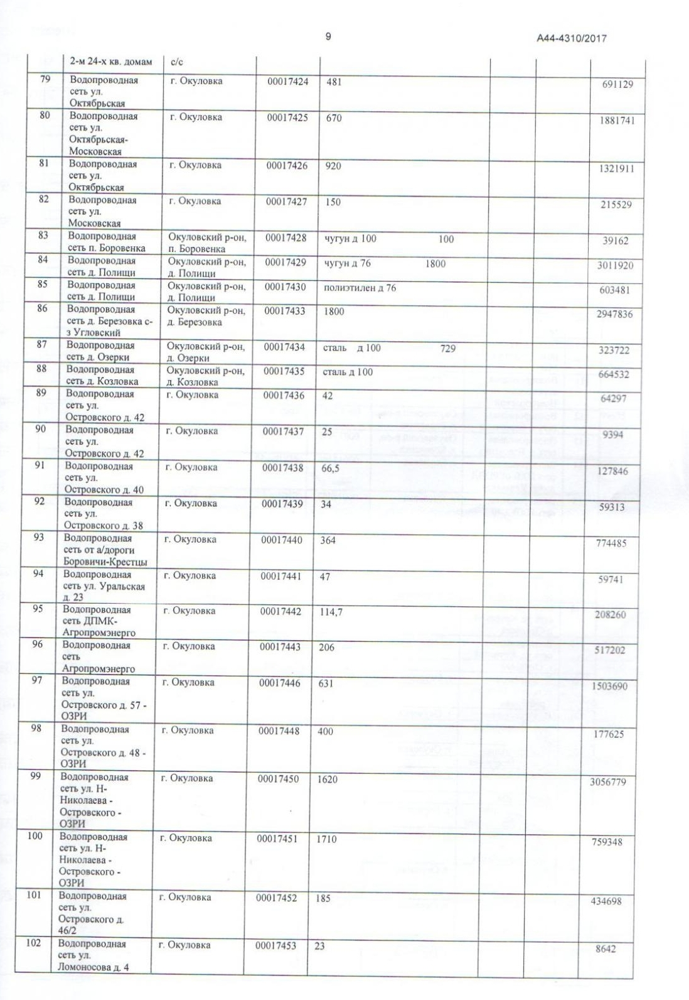 9
А44-4310/2017
2-м 24-х кв. домам с/с
79 Водопроводная г. Окуловка 00017424 481 691129
сеть ул.
Октябрьская
80 Водопроводная г. Окуловка 00017425 670 1881741
сеть ул.
Октябрьская-
Московская
81 Водопроводная г. Окуловка 00017426 920 1321911
сеть ул.
Октябрьская
82 Водопроводная г. Окуловка 00017427 150 215529
сеть ул.
Московская
83 Водопроводная Окуловский р-он, 00017428 чугун д 100 100 39162
сеть п. Боровенка п. Боровенка
84 Водопроводная Окуловский р-он, 00017429 чугун д 76 1800 3011920
сеть д. Полищи д. Полищи
85 Водопроводная Окуловский р-он, 00017430 полиэтилен д 76 603481
сеть д. Полищи д. Полищи
86 Водопроводная Окуловский р-он, 00017433 1800 2947836
сеть д. Березовка с- д. Березовка
з Угловский
87 Водопроводная Окуловский р-он, 00017434 сталь д 100 729 323722
сеть д. Озерки д. Озерки
88 Водопроводная Окуловский р-он, 00017435 сталь д 100 664532
сеть д. Козловка д. Козловка
89 Водопроводная г. Окуловка 00017436 42 64297
сеть ул.
Островского д. 42
90 Водопроводная г. Окуловка 00017437 25 9394
сеть ул.
Островского д. 42
91 Водопроводная г. Окуловка 00017438 66,5 127846
сеть ул.
Островского д. 40
92 Водопроводная г. Окуловка 00017439 34 59313
сеть ул.
Островского д. 38
93 Водопроводная г. Окуловка 00017440 364 774485
сеть от а/дороги
Боровичи-Крестцы
94 Водопроводная г. Окуловка 00017441 47 59741
сеть ул. Уральская
д. 23
95 Водопроводная г. Окуловка 00017442 114,7 208260
сеть ДПМК-
Агропромэнерго
96 Водопроводная г. Окуловка 00017443 206 517202
сеть
Агропромэнерго
97 Водопроводная г. Окуловка 00017446 631 1503690
сеть ул.
Островского д. 57 -
ОЗРИ
98 Водопроводная г. Окуловка 00017448 400 177625
сеть ул.
Островского д. 48 -
ОЗРИ
99 Водопроводная г. Окуловка 00017450 1620 3056779
сеть ул. Н-
Николаева -
Островского -
ОЗРИ
100 Водопроводная г. Окуловка 00017451 1710 759348
сеть ул. Н-
Николаева -
Островского -
ОЗРИ
101 Водопроводная г. Окуловка 00017452 185 434698
сеть ул.
Островского д.
46/2
102 Водопроводная г. Окуловка 00017453 23 8642
сеть ул.
Ломоносова д. 4